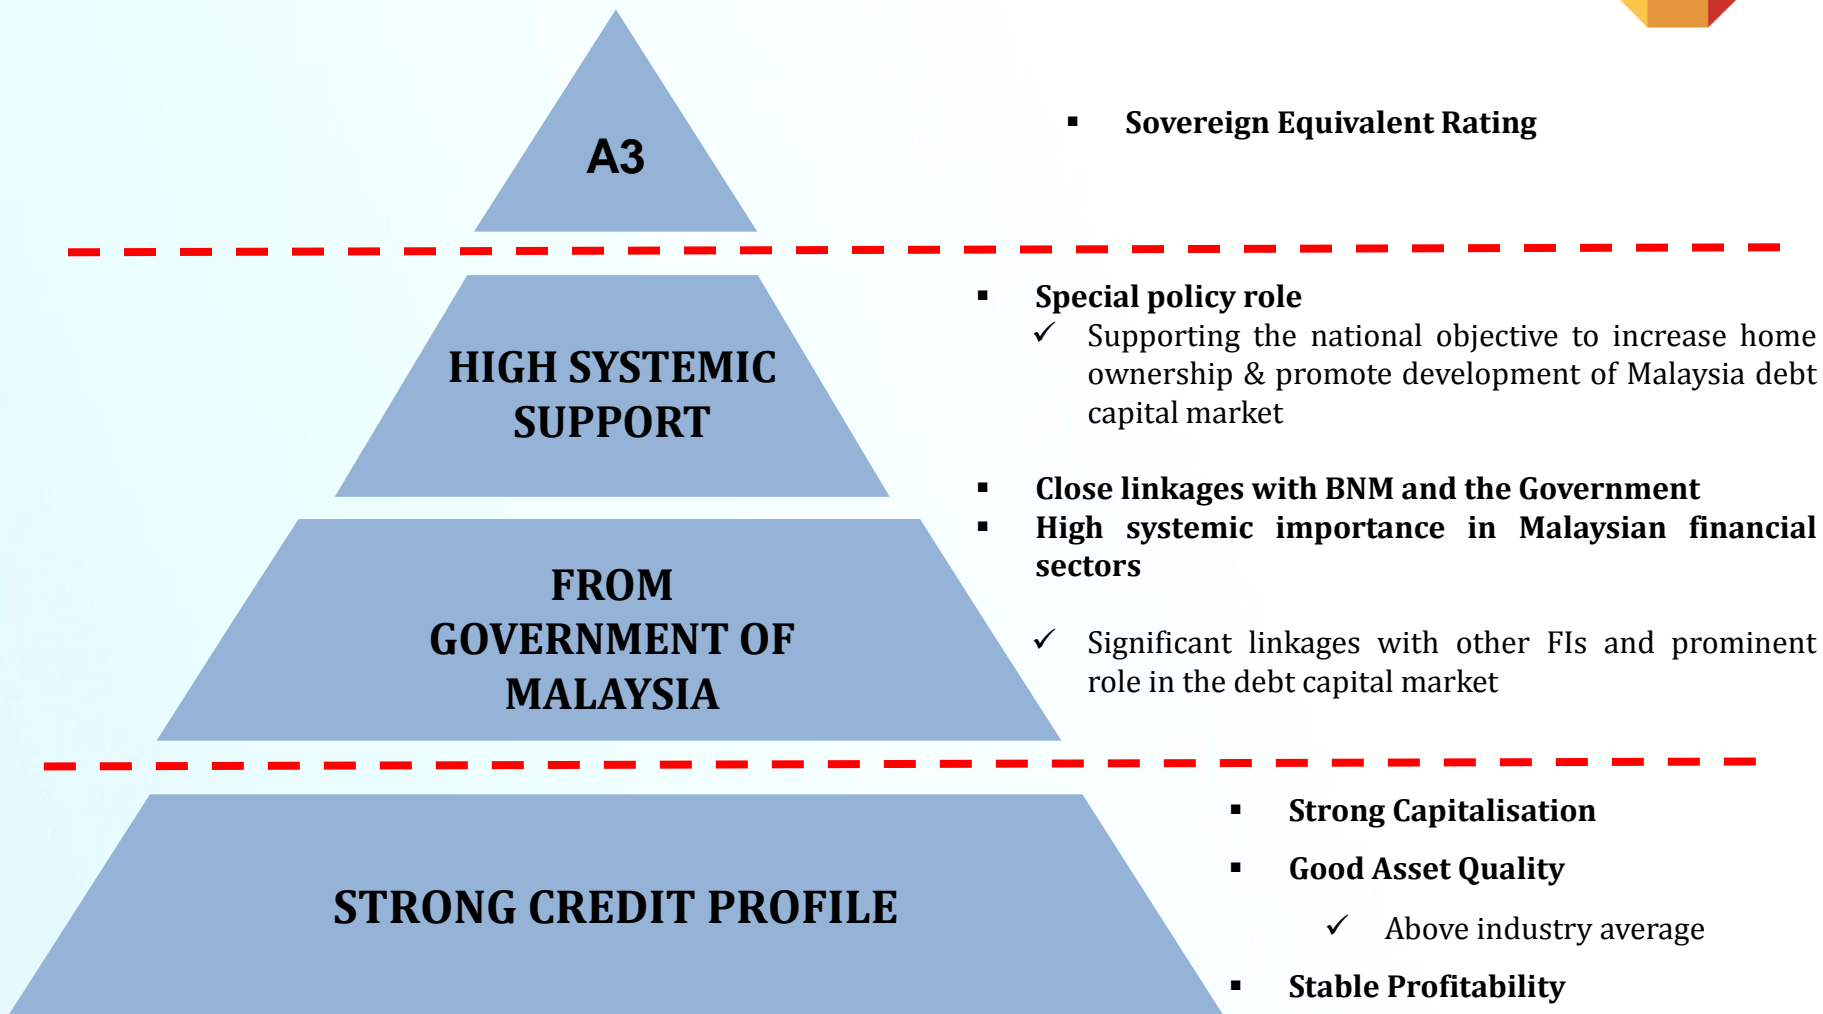 A3
▪ Sovereign Equivalent Rating
HIGH SYSTEMIC
SUPPORT
▪ Special policy role
✓ Supporting the national objective to increase home
ownership & promote development of Malaysia debt
capital market
▪ Close linkages with BNM and the Government
▪ High systemic importance in Malaysian financial
sectors
FROM
GOVERNMENT OF
MALAYSIA
✓ Significant linkages with other FIs and prominent
role in the debt capital market
STRONG CREDIT PROFILE
▪ Strong Capitalisation
▪ Good Asset Quality
✓ Above industry average
▪ Stable Profitability